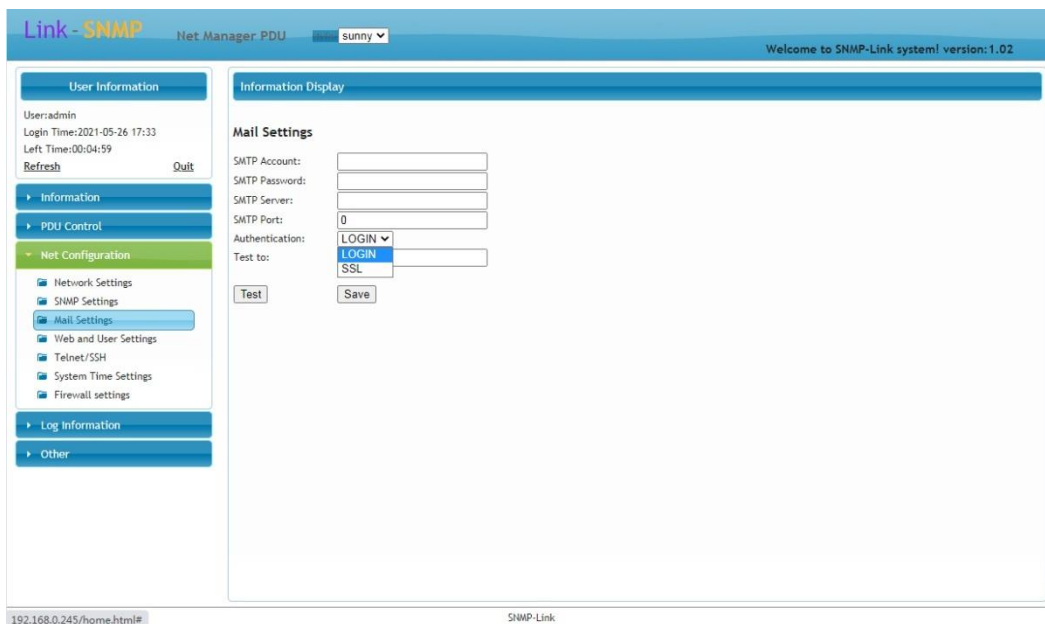 Link - SNMP
Net Manager PDU
sunny
Welcome to SNMP-Link system! version:1.02
User Information
User:admin
Login Time:2021-05-26 17:33
Left Time:00:04:59
Refresh Quit
Information
PDU Control
Net Configuration
Network Settings
SNMP Settings
Mail Settings
Web and User Settings
Telnet/SSH
System Time Settings
Firewall settings
Log Information
Other
Information Display
Mail Settings
SMTP Account:
SMTP Password:
SMTP Server:
SMTP Port: 0
Authentication: LOGIN
LOGIN
SSL
Test to:
Test Save
192.168.0.245/home.html#
SNMP-Link